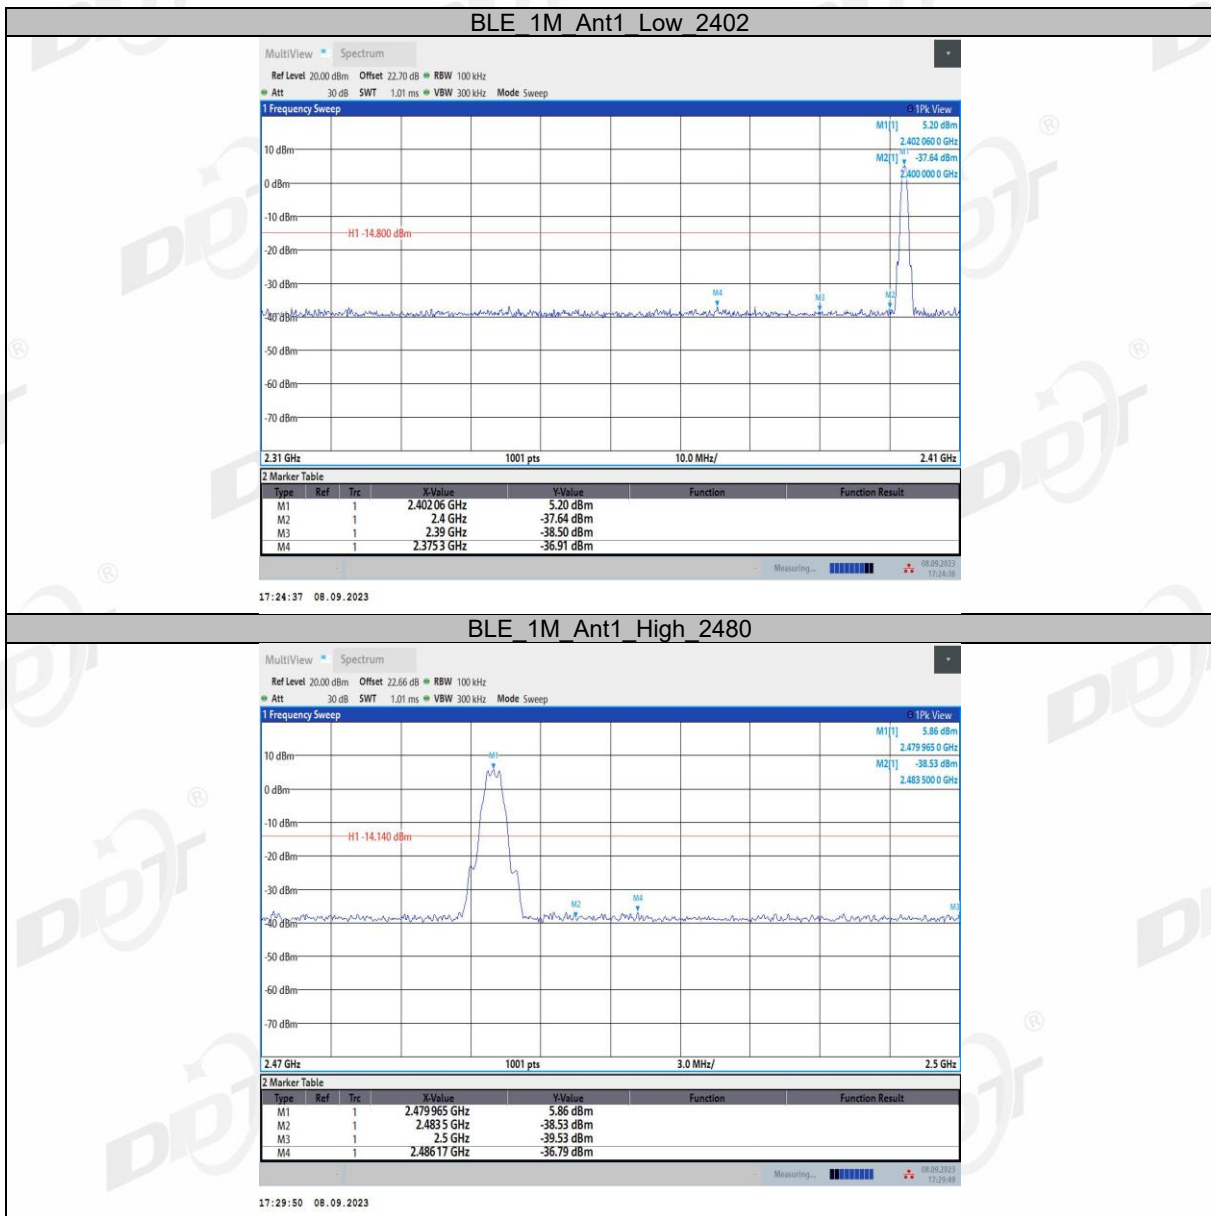 BLE_1M_Ant1_Low_2402
MultiView Spectrum
Ref Level 20.00 dBm Offset 22.70 dB RBW 100 kHz
Att 30 dB SWT 1.01 ms VBW 300 kHz Mode Sweep
1 Frequency Sweep 1Pk View
M1[1] 5.20 dBm
2.402 060 0 GHz
10 dBm
M2[1] -37.64 dBm
M1
2.400 000 0 GHz
0 dBm
-10 dBm
H1 -14.800 dBm
-20 dBm
-30 dBm
M4 M3 M2
-40 dBm
-50 dBm
-60 dBm
-70 dBm
2.31 GHz 1001 pts 10.0 MHz/ 2.41 GHz
2 Marker Table
Type Ref Trc X-Value Y-Value Function Function Result
M1 1 2.402 06 GHz 5.20 dBm
M2 1 2.4 GHz -37.64 dBm
M3 1 2.39 GHz -38.50 dBm
M4 1 2.375 3 GHz -36.91 dBm
Measuring... 08.09.2023
17:24:36
17:24:37 08.09.2023
BLE_1M_Ant1_High_2480
MultiView Spectrum
Ref Level 20.00 dBm Offset 22.66 dB RBW 100 kHz
Att 30 dB SWT 1.01 ms VBW 300 kHz Mode Sweep
1 Frequency Sweep 1Pk View
M1[1] 5.86 dBm
2.479 965 0 GHz
10 dBm M1
M2[1] -38.53 dBm
2.483 500 0 GHz
0 dBm
-10 dBm
H1 -14.140 dBm
-20 dBm
-30 dBm
M2 M4 M3
-40 dBm
-50 dBm
-60 dBm
-70 dBm
2.47 GHz 1001 pts 3.0 MHz/ 2.5 GHz
2 Marker Table
Type Ref Trc X-Value Y-Value Function Function Result
M1 1 2.479 965 GHz 5.86 dBm
M2 1 2.483 5 GHz -38.53 dBm
M3 1 2.5 GHz -39.53 dBm
M4 1 2.486 17 GHz -36.79 dBm
Measuring... 08.09.2023
17:29:49
17:29:50 08.09.2023
DDT ®